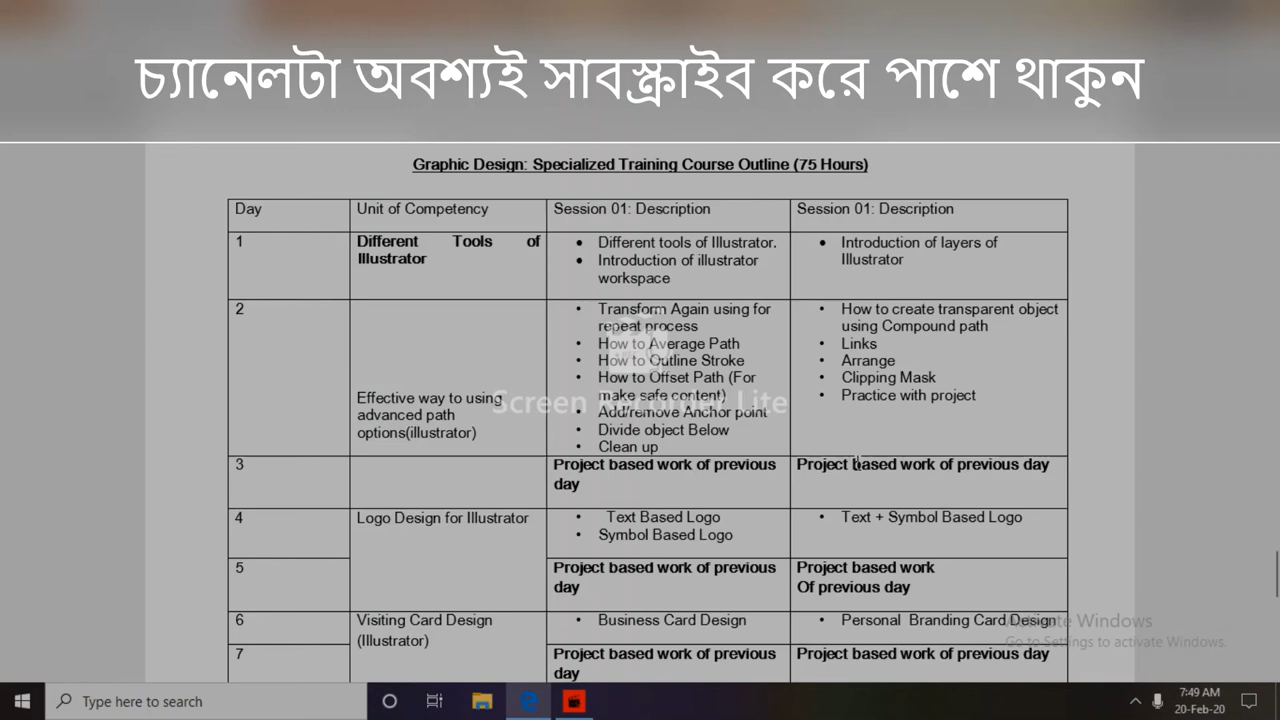 চ্যানেলটা অবশ্যই সাবস্ক্রাইব করে পাশে থাকুন
Graphic Design: Specialized Training Course Outline (75 Hours)
Day
Unit of Competency
Session 01: Description
Session 01: Description
1
Different Tools of
Illustrator
• Different tools of Illustrator.
• Introduction of illustrator
workspace
• Introduction of layers of
Illustrator
2
Effective way to using
advanced path
options(illustrator)
• Transform Again using for
repeat process
• How to Average Path
• How to Outline Stroke
• How to Offset Path (For
make safe content)
• Add/remove Anchor point
• Divide object Below
• Clean up
• How to create transparent object
using Compound path
• Links
• Arrange
• Clipping Mask
• Practice with project
Screen Recorder Lite
3
Project based work of previous
day
Project based work of previous day
4
Logo Design for Illustrator
• Text Based Logo
• Symbol Based Logo
• Text + Symbol Based Logo
5
Project based work of previous
day
Project based work
Of previous day
6
Visiting Card Design
(Illustrator)
• Business Card Design
• Personal Branding Card Design
7
Project based work of previous
day
Project based work of previous day
Activate Windows
Go to Settings to activate Windows.
Type here to search
7:49 AM
20-Feb-20